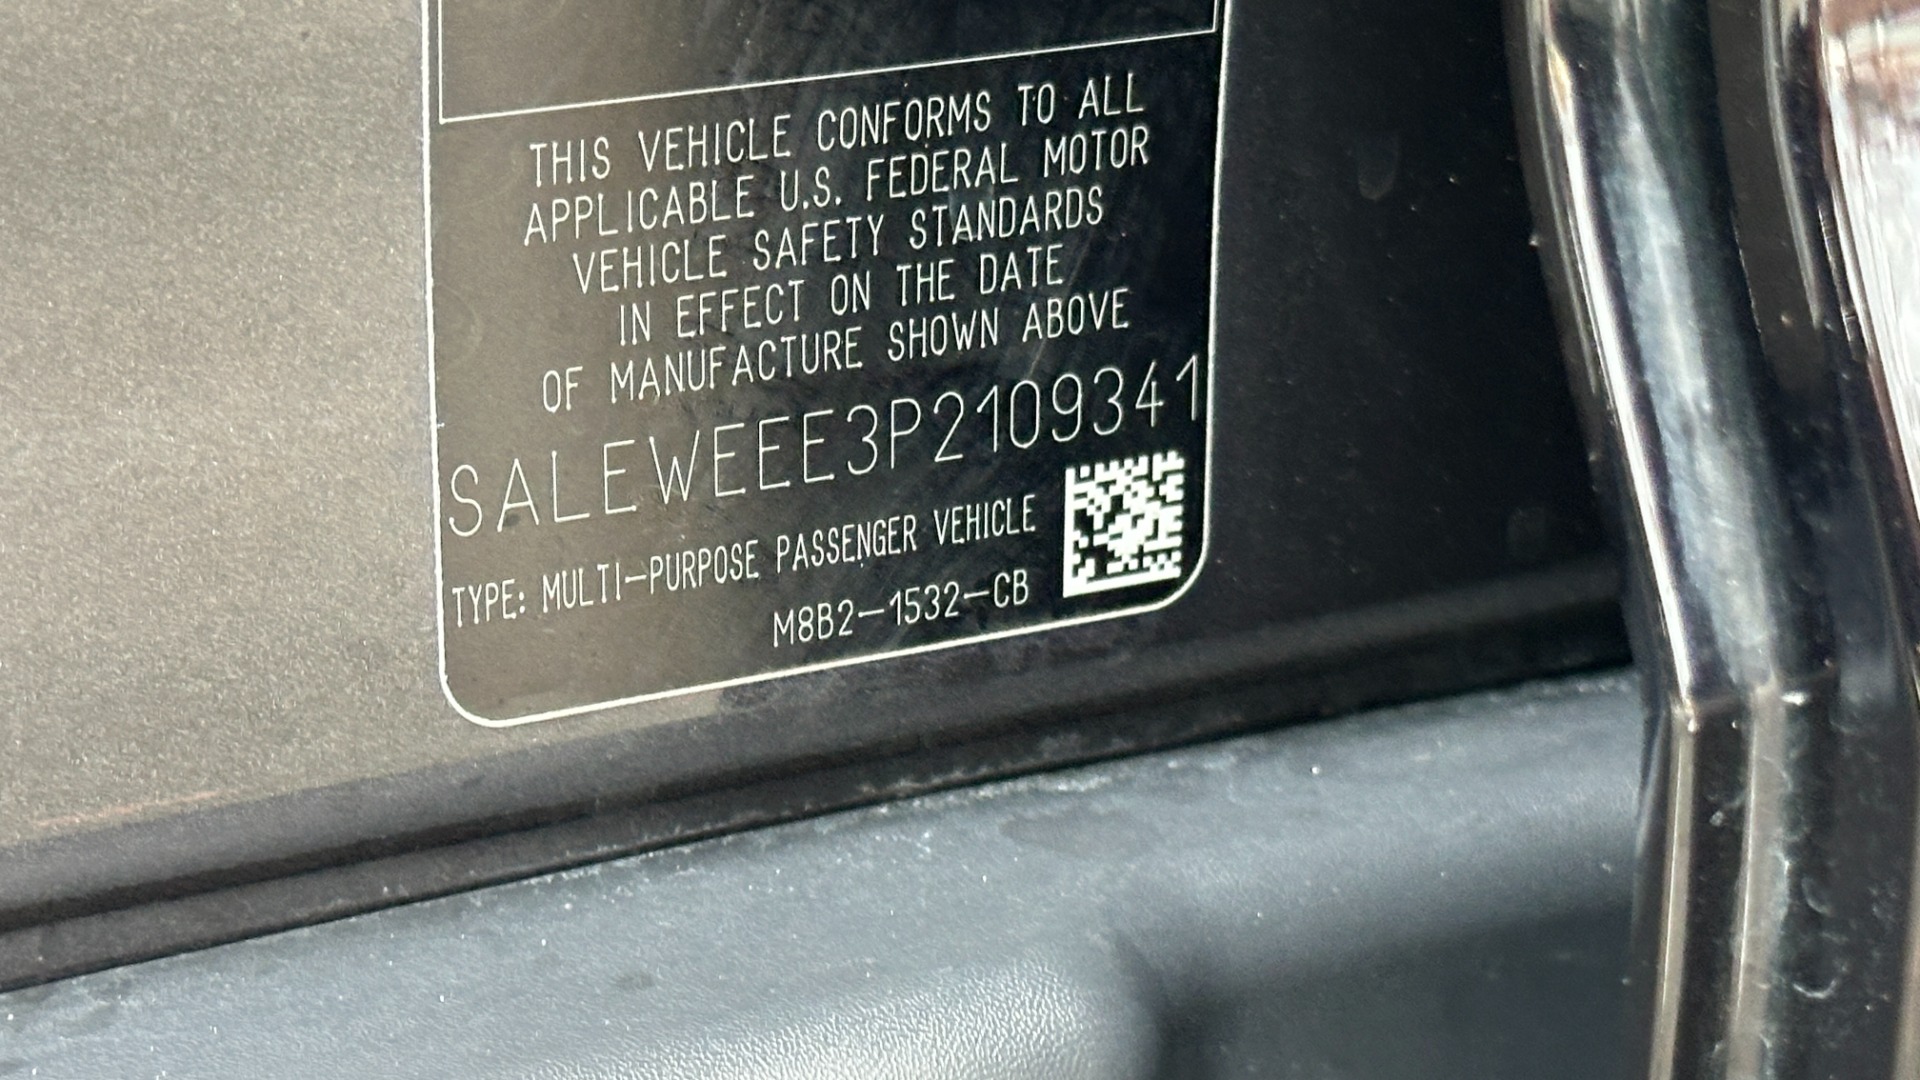 THIS VEHICLE CONFORMS TO ALL
APPLICABLE U.S. FEDERAL MOTOR
VEHICLE SAFETY STANDARDS
IN EFFECT ON THE DATE
OF MANUFACTURE SHOWN ABOVE
SALEWEEE3P2109341
TYPE: MULTI-PURPOSE PASSENGER VEHICLE
M8B2-1532-CB